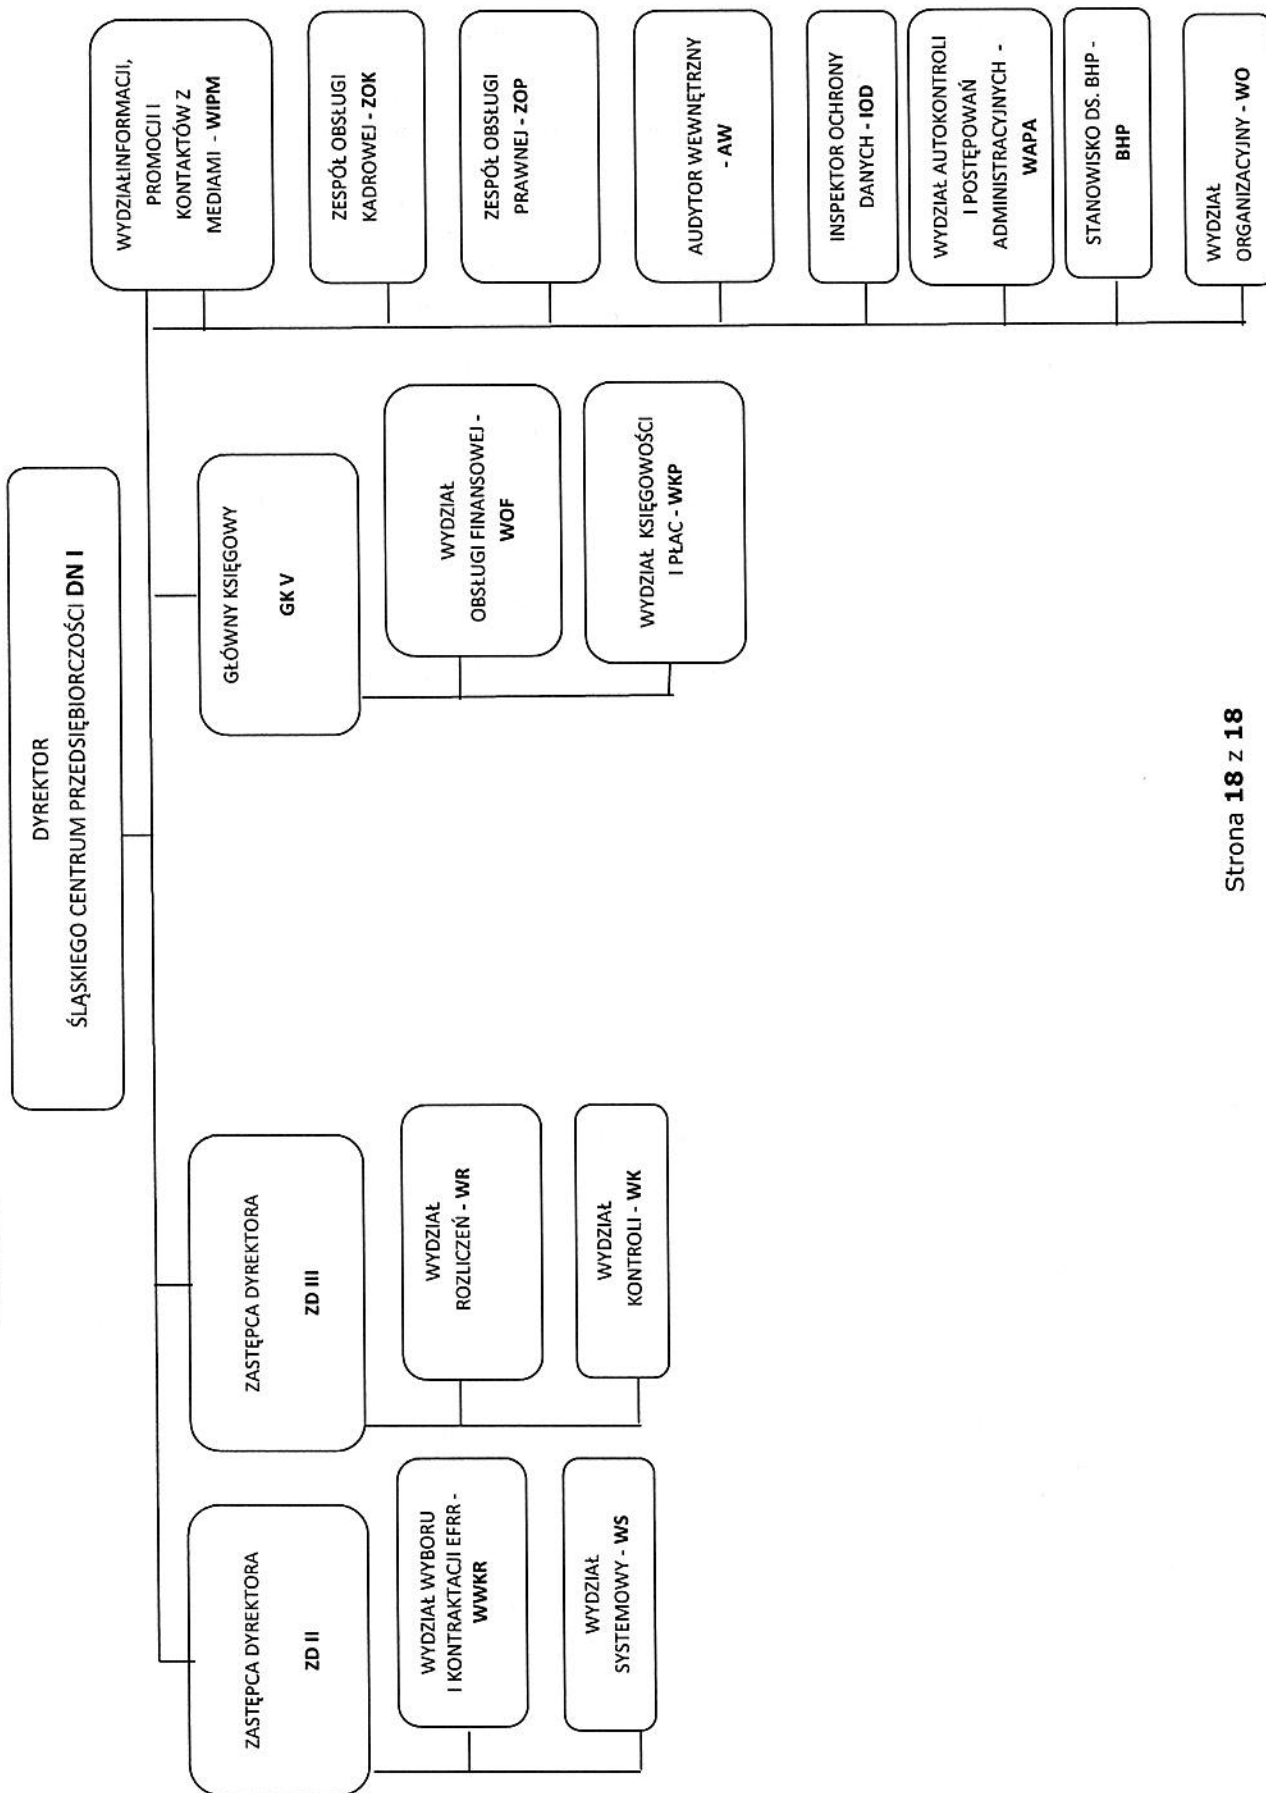 DYREKTOR
ŚLĄSKIEGO CENTRUM PRZEDSIĘBIORCZOŚCI DN I
ZASTĘPCA DYREKTORA
ZD II
WYDZIAŁ WYBORU
I KONTRAKTACJI EFRR -
WWKR
WYDZIAŁ
SYSTEMOWY - WS
ZASTĘPCA DYREKTORA
ZD III
WYDZIAŁ
ROZLICZEŃ - WR
WYDZIAŁ
KONTROLI - WK
GŁÓWNY KSIĘGOWY
GK V
WYDZIAŁ
OBSŁUGI FINANSOWEJ -
WOF
WYDZIAŁ KSIĘGOWOŚCI
I PŁAC - WKP
WYDZIAŁINFORMACJI,
PROMOCJI I
KONTAKTÓW Z
MEDIAMI - WIPM
ZESPÓŁ OBSŁUGI
KADROWEJ - ZOK
ZESPÓŁ OBSŁUGI
PRAWNEJ - ZOP
AUDYTOR WEWNĘTRZNY
- AW
INSPEKTOR OCHRONY
DANYCH - IOD
WYDZIAŁ AUTOKONTROLI
I POSTĘPOWAŃ
ADMINISTRACYJNYCH -
WAPA
STANOWISKO DS. BHP -
BHP
WYDZIAŁ
ORGANIZACYJNY - WO
Strona 18 z 18